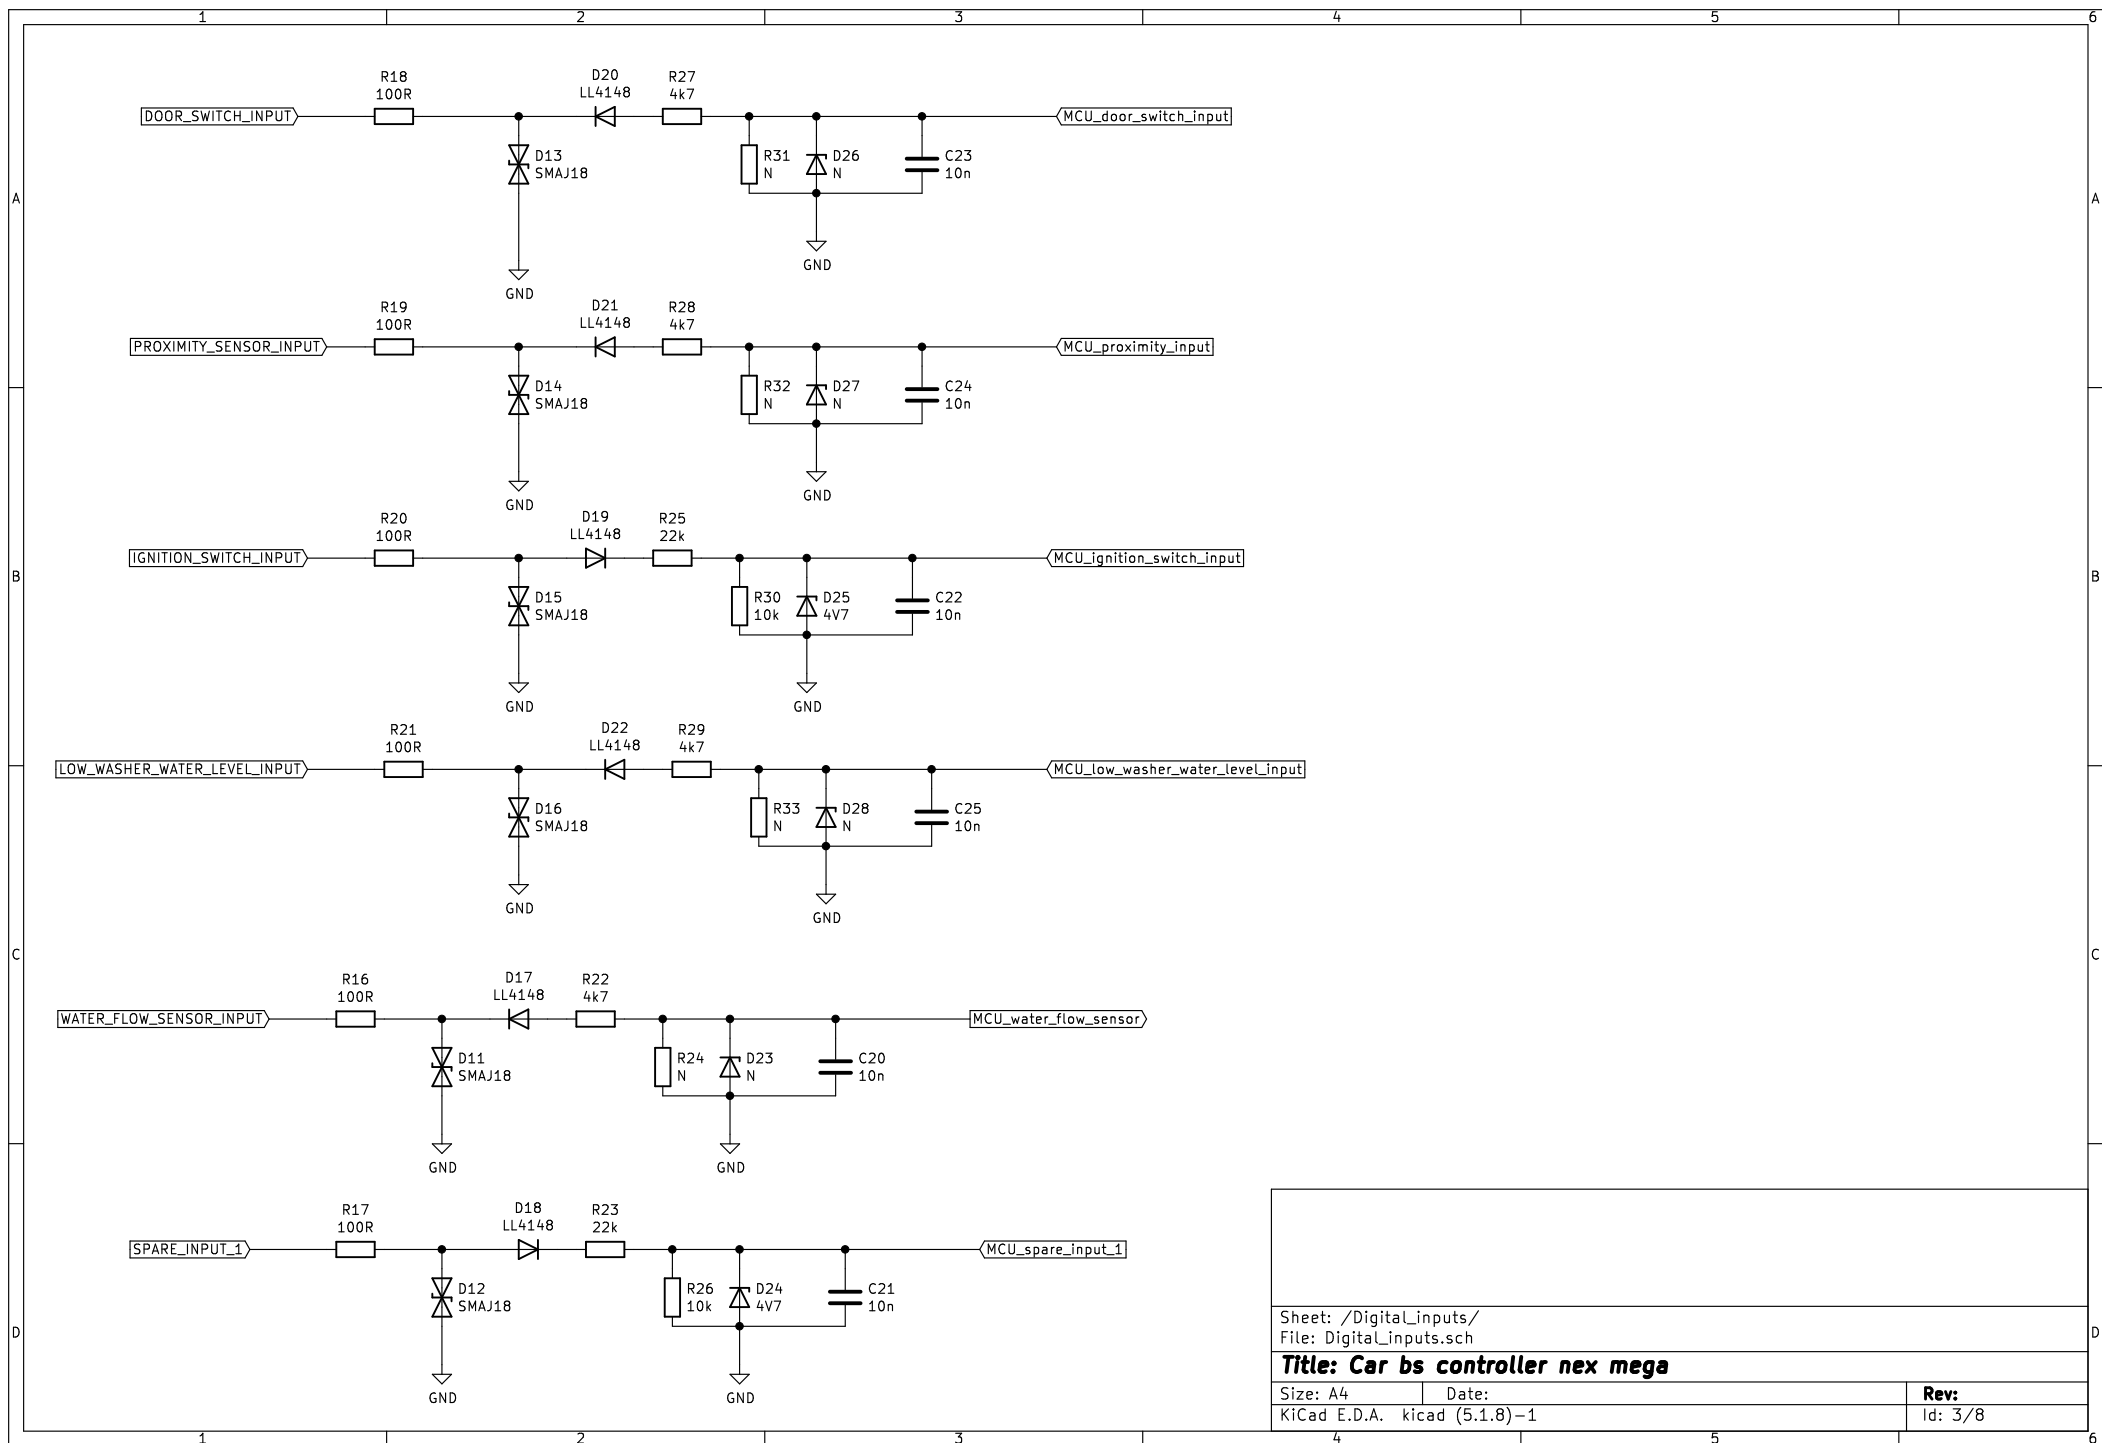 1 2 3 4 5 6
R18
100R
D20
LL4148
R27
4k7
DOOR_SWITCH_INPUT
MCU_door_switch_input
D13
SMAJ18
R31
N
D26
N
C23
10n
A
A
GND
GND
R19
100R
D21
LL4148
R28
4k7
PROXIMITY_SENSOR_INPUT
MCU_proximity_input
D14
SMAJ18
R32
N
D27
N
C24
10n
GND
GND
R20
100R
D19
LL4148
R25
22k
IGNITION_SWITCH_INPUT
MCU_ignition_switch_input
B
B
D15
SMAJ18
R30
10k
D25
4V7
C22
10n
GND
GND
R21
100R
D22
LL4148
R29
4k7
LOW_WASHER_WATER_LEVEL_INPUT
MCU_low_washer_water_level_input
D16
SMAJ18
R33
N
D28
N
C25
10n
GND
GND
C
C
R16
100R
D17
LL4148
R22
4k7
WATER_FLOW_SENSOR_INPUT
MCU_water_flow_sensor
D11
SMAJ18
R24
N
D23
N
C20
10n
GND
GND
R17
100R
D18
LL4148
R23
22k
SPARE_INPUT_1
MCU_spare_input_1
D12
SMAJ18
R26
10k
D24
4V7
C21
10n
GND
GND
D
D
Sheet: /Digital_inputs/
File: Digital_inputs.sch
Title: Car bs controller nex mega
Size: A4 Date: Rev:
KiCad E.D.A. kicad (5.1.8)-1 Id: 3/8
1 2 3 4 5 6